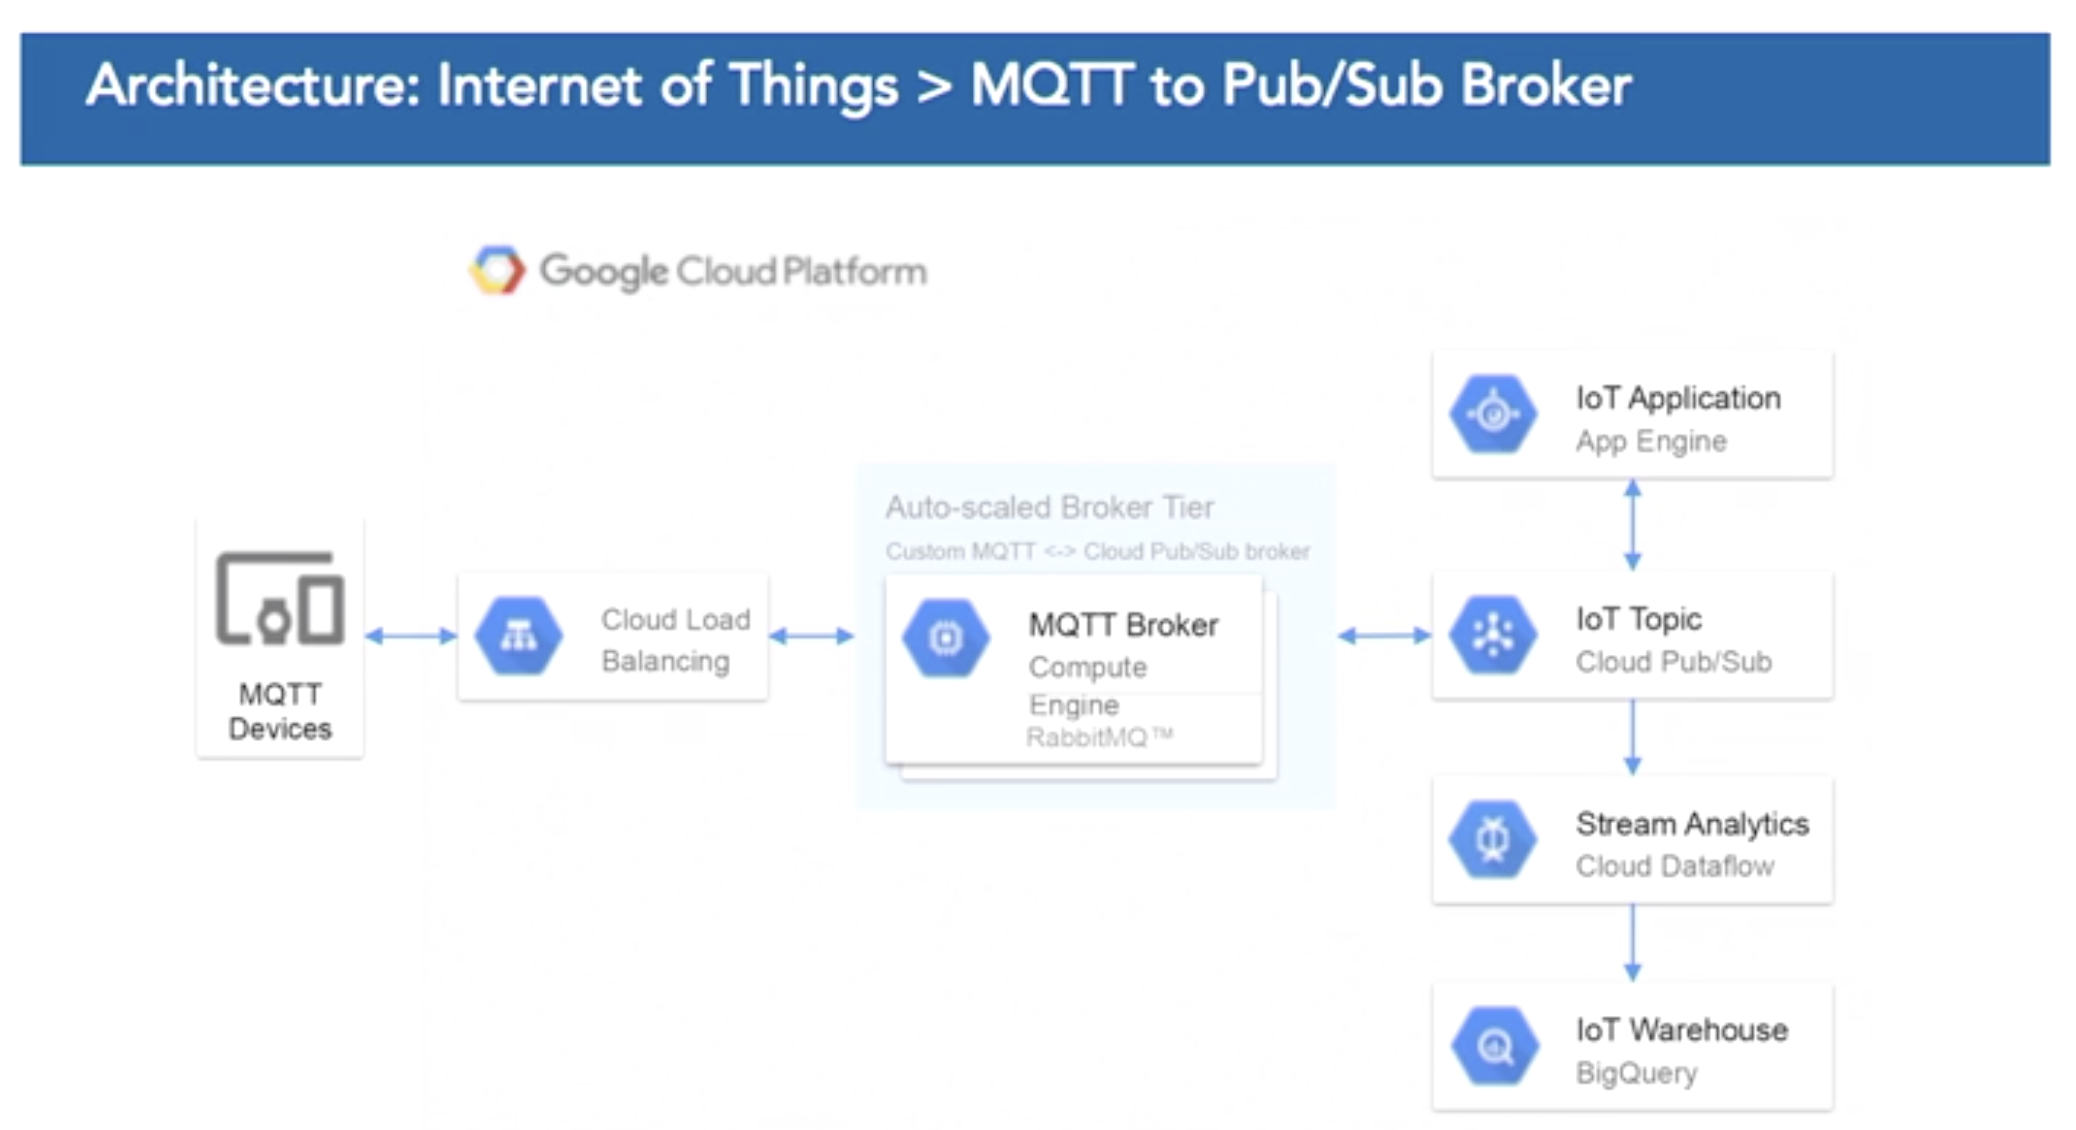 Architecture: Internet of Things > MQTT to Pub/Sub Broker
Google Cloud Platform
MQTT
Devices
Cloud Load
Balancing
Auto-scaled Broker Tier
Custom MQTT <-> Cloud Pub/Sub broker
MQTT Broker
Compute
Engine
RabbitMQ™
IoT Application
App Engine
IoT Topic
Cloud Pub/Sub
Stream Analytics
Cloud Dataflow
IoT Warehouse
BigQuery